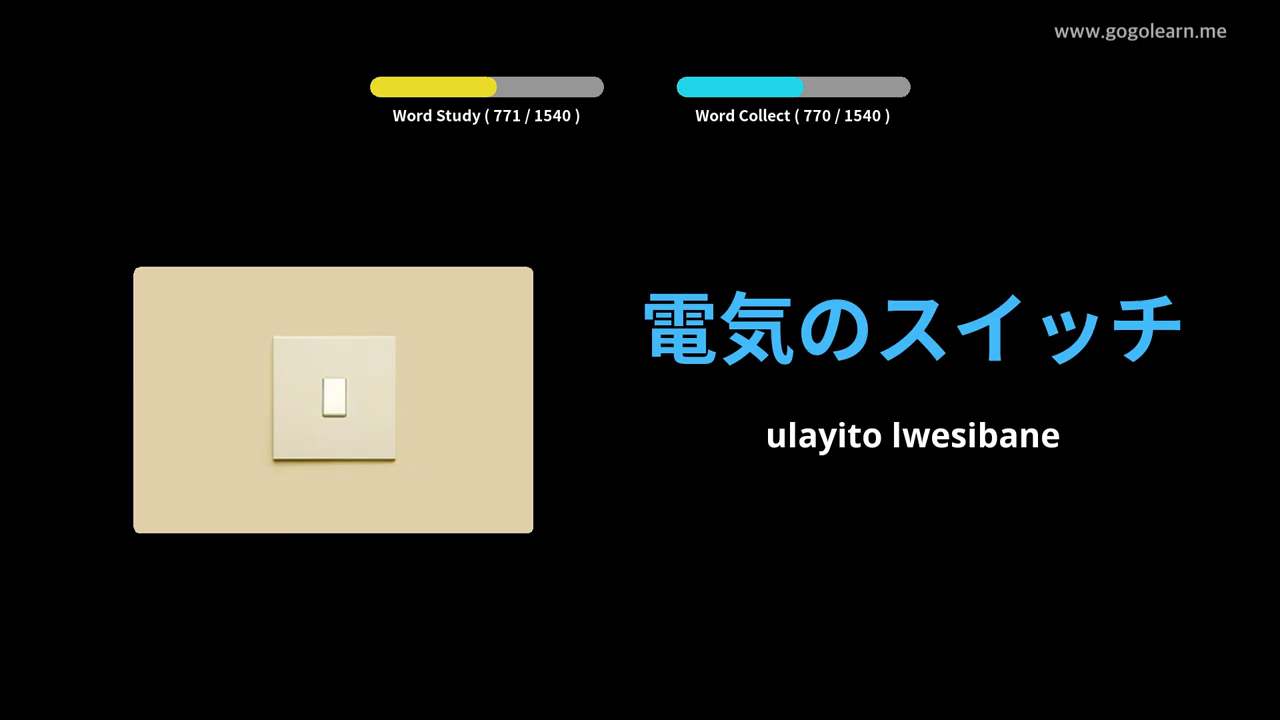 www.gogolearn.me
Word Study ( 771 / 1540 )
Word Collect ( 770 / 1540 )
電気のスイッチ
ulayito lwesibane